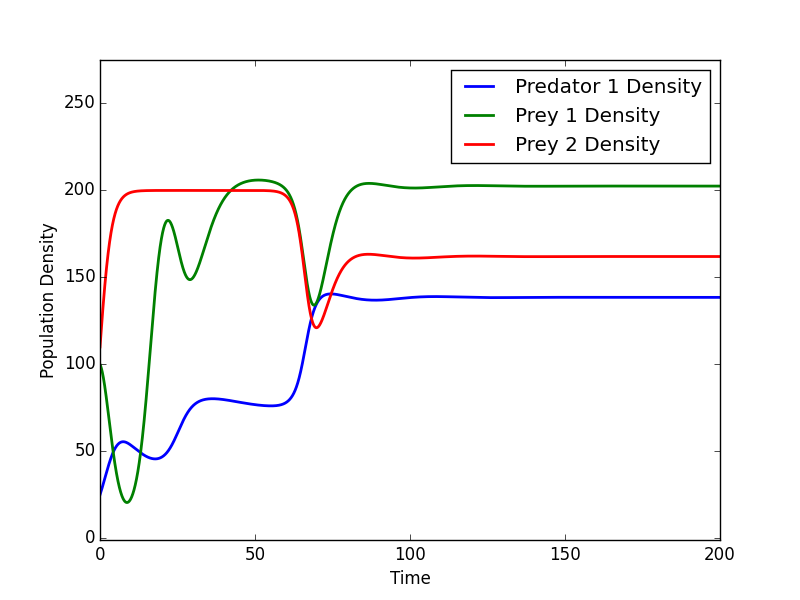 250
200
150
100
50
0
Population Density
Predator 1 Density
Prey 1 Density
Prey 2 Density
0 50 100 150 200
Time